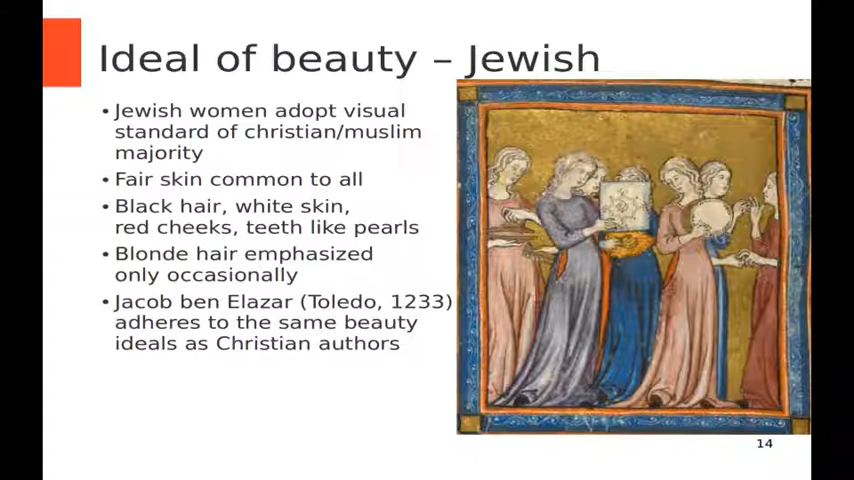 Ideal of beauty – Jewish
• Jewish women adopt visual
standard of christian/muslim
majority
• Fair skin common to all
• Black hair, white skin,
red cheeks, teeth like pearls
• Blonde hair emphasized
only occasionally
• Jacob ben Elazar (Toledo, 1233)
adheres to the same beauty
ideals as Christian authors
14